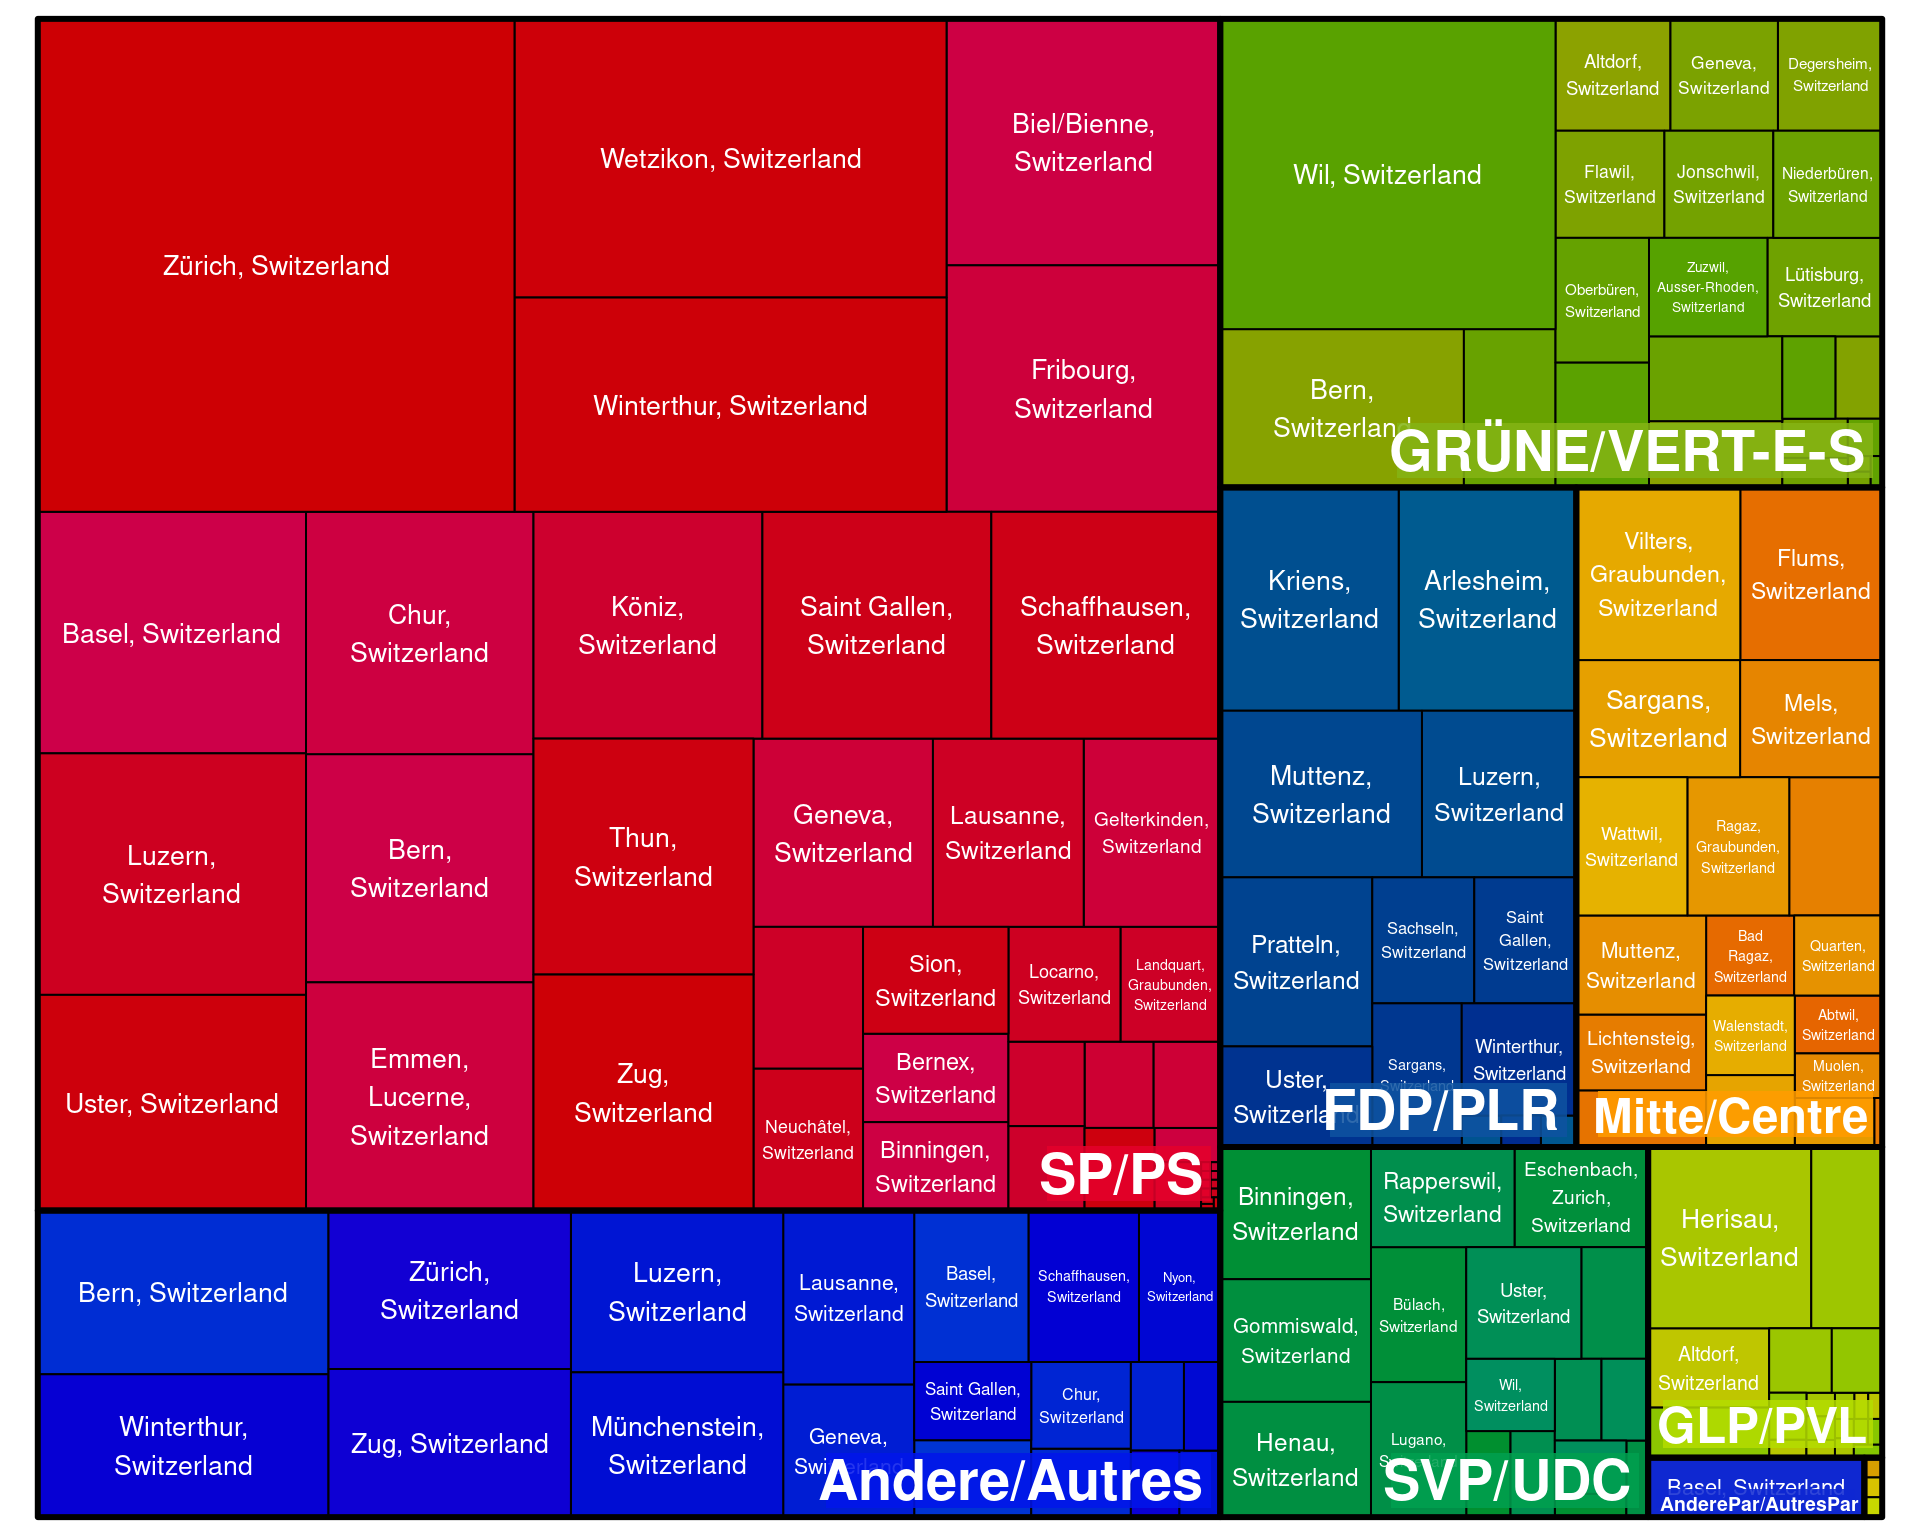 Zürich, Switzerland
Wetzikon, Switzerland
Winterthur, Switzerland
Biel/Bienne,
Switzerland
Fribourg,
Switzerland
Basel, Switzerland
Chur,
Switzerland
Köniz,
Switzerland
Saint Gallen,
Switzerland
Schaffhausen,
Switzerland
Luzern,
Switzerland
Bern,
Switzerland
Thun,
Switzerland
Geneva,
Switzerland
Lausanne,
Switzerland
Gelterkinden,
Switzerland
Uster, Switzerland
Emmen,
Lucerne,
Switzerland
Zug,
Switzerland
Sion,
Switzerland
Locarno,
Switzerland
Landquart,
Graubunden,
Switzerland
Bernex,
Switzerland
Neuchâtel,
Switzerland
Binningen,
Switzerland
SP/PS
Bern, Switzerland
Zürich,
Switzerland
Luzern,
Switzerland
Lausanne,
Switzerland
Basel,
Switzerland
Schaffhausen,
Switzerland
Nyon,
Switzerland
Winterthur,
Switzerland
Zug, Switzerland
Münchenstein,
Switzerland
Geneva,
Switzerland
Saint Gallen,
Switzerland
Chur,
Switzerland
Andere/Autres
Wil, Switzerland
Altdorf,
Switzerland
Geneva,
Switzerland
Degersheim,
Switzerland
Flawil,
Switzerland
Jonschwil,
Switzerland
Niederbüren,
Switzerland
Oberbüren,
Switzerland
Zuzwil,
Ausser-Rhoden,
Switzerland
Lütisburg,
Switzerland
Bern,
Switzerland
GRÜNE/VERT-E-S
Kriens,
Switzerland
Arlesheim,
Switzerland
Muttenz,
Switzerland
Luzern,
Switzerland
Pratteln,
Switzerland
Sachseln,
Switzerland
Saint
Gallen,
Switzerland
Uster,
Switzerland
Sargans,
Switzerland
Winterthur,
Switzerland
FDP/PLR
Vilters,
Graubunden,
Switzerland
Flums,
Switzerland
Sargans,
Switzerland
Mels,
Switzerland
Wattwil,
Switzerland
Ragaz,
Graubunden,
Switzerland
Muttenz,
Switzerland
Bad
Ragaz,
Switzerland
Quarten,
Switzerland
Lichtensteig,
Switzerland
Walenstadt,
Switzerland
Abtwil,
Switzerland
Muolen,
Switzerland
Mitte/Centre
Binningen,
Switzerland
Rapperswil,
Switzerland
Eschenbach,
Zurich,
Switzerland
Gommiswald,
Switzerland
Bülach,
Switzerland
Uster,
Switzerland
Wil,
Switzerland
Henau,
Switzerland
Lugano,
Switzerland
SVP/UDC
Herisau,
Switzerland
Altdorf,
Switzerland
GLP/PVL
Basel, Switzerland
AnderePar/AutresPar